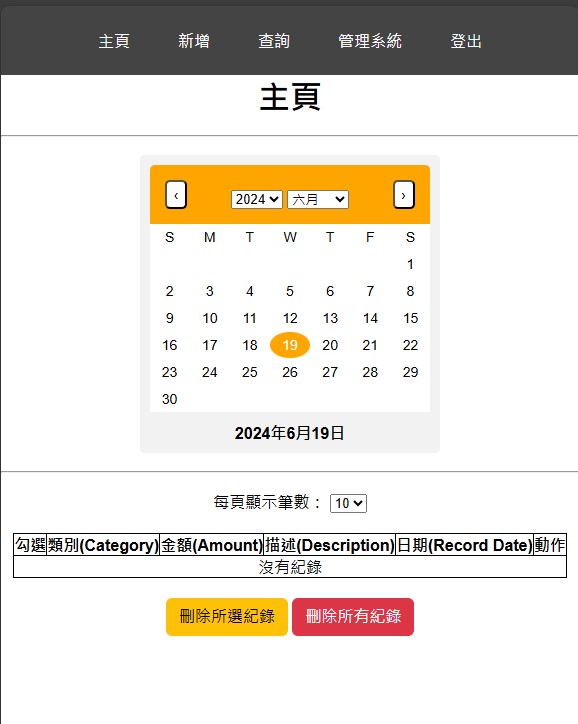 主頁 新增 查詢 管理系統 登出
主頁
‹ 2024 六月 ›
S M T W T F S
1
2 3 4 5 6 7 8
9 10 11 12 13 14 15
16 17 18 19 20 21 22
23 24 25 26 27 28 29
30
2024年6月19日
每頁顯示筆數： 10
勾選 類別(Category) 金額(Amount) 描述(Description) 日期(Record Date) 動作
沒有紀錄
刪除所選紀錄 刪除所有紀錄